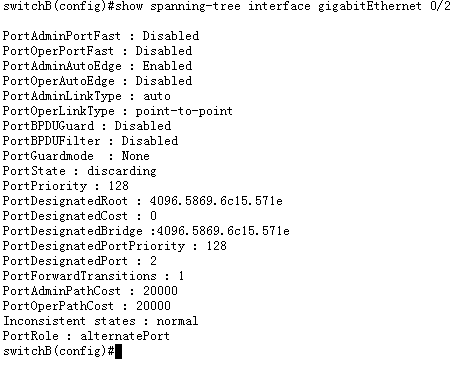 switchB(config)#show spanning-tree interface gigabitEthernet 0/2
PortAdminPortFast : Disabled
PortOperPortFast : Disabled
PortAdminAutoEdge : Enabled
PortOperAutoEdge : Disabled
PortAdminLinkType : auto
PortOperLinkType : point-to-point
PortBPDUGuard : Disabled
PortBPDUFilter : Disabled
PortGuardmode  : None
PortState : discarding
PortPriority : 128
PortDesignatedRoot : 4096.5869.6c15.571e
PortDesignatedCost : 0
PortDesignatedBridge :4096.5869.6c15.571e
PortDesignatedPortPriority : 128
PortDesignatedPort : 2
PortForwardTransitions : 1
PortAdminPathCost : 20000
PortOperPathCost : 20000
Inconsistent states : normal
PortRole : alternatePort
switchB(config)#